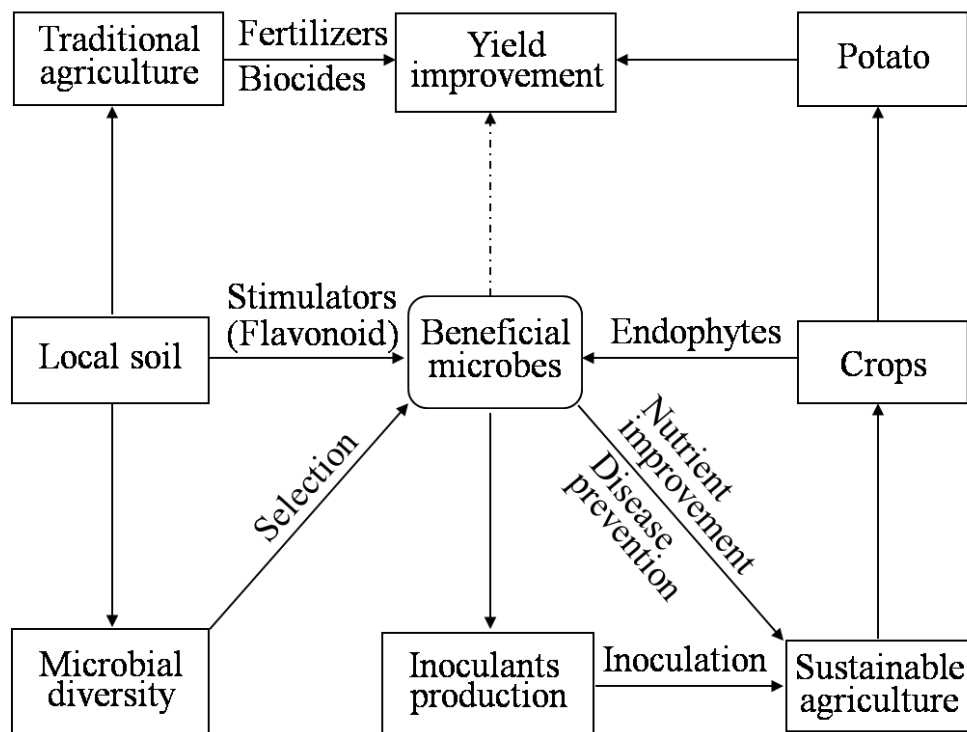 Traditional
agriculture
Fertilizers
Biocides
Yield
improvement
Potato
Local soil
Stimulators
(Flavonoid)
Beneficial
microbes
Endophytes
Crops
Selection
Nutrient
improvement
Disease
prevention
Microbial
diversity
Inoculants
production
Inoculation
Sustainable
agriculture